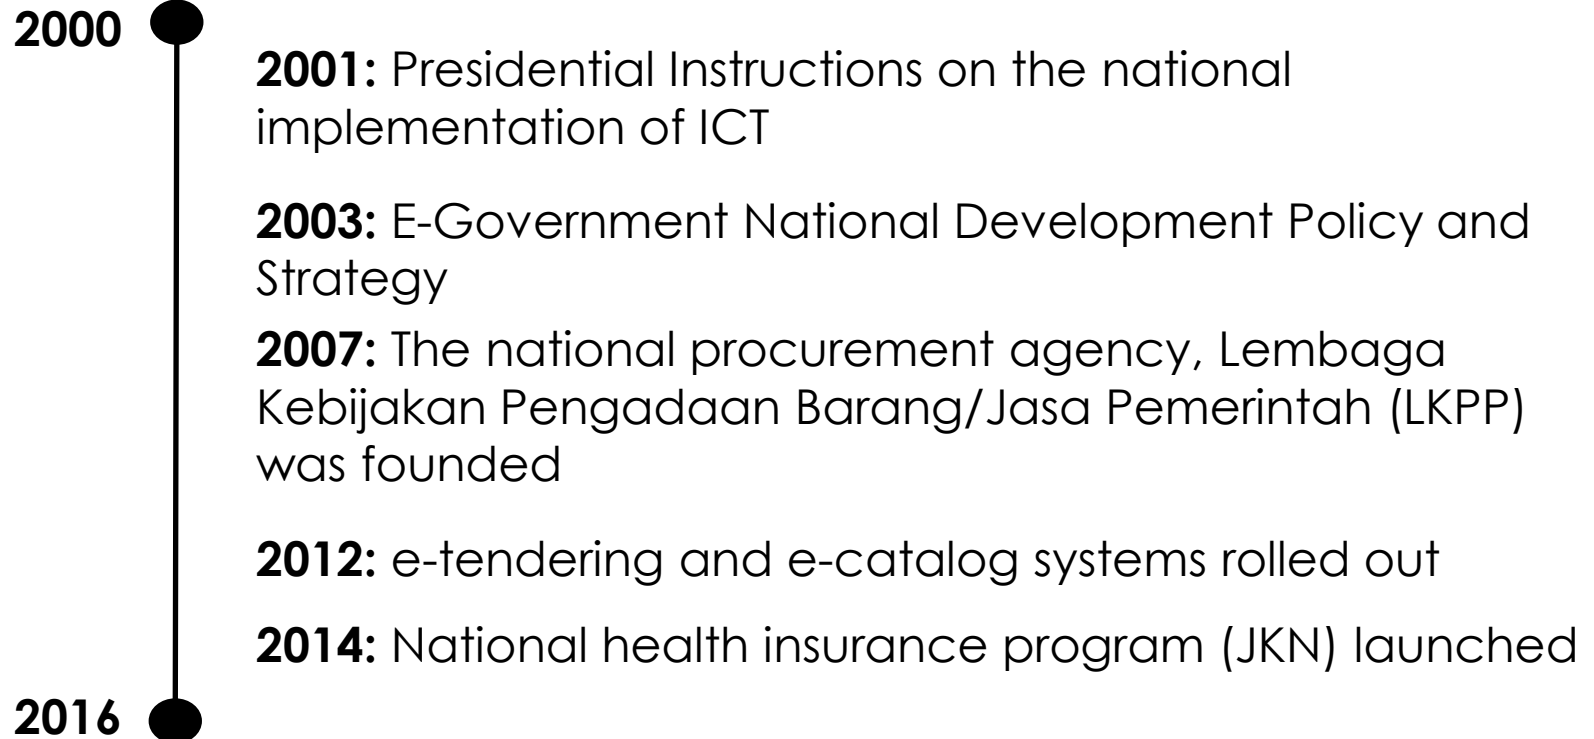 2000
2001: Presidential Instructions on the national
implementation of ICT
2003: E-Government National Development Policy and
Strategy
2007: The national procurement agency, Lembaga
Kebijakan Pengadaan Barang/Jasa Pemerintah (LKPP)
was founded
2012: e-tendering and e-catalog systems rolled out
2014: National health insurance program (JKN) launched
2016